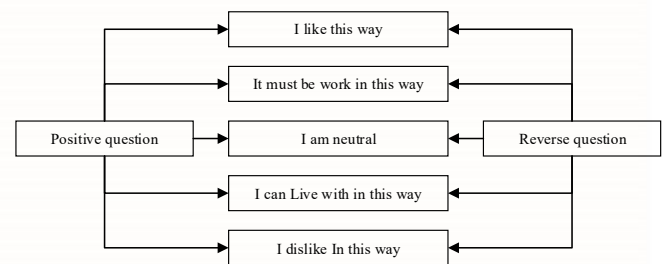 I like this way
It must be work in this way
Positive question
I am neutral
Reverse question
I can Live with in this way
I dislike In this way